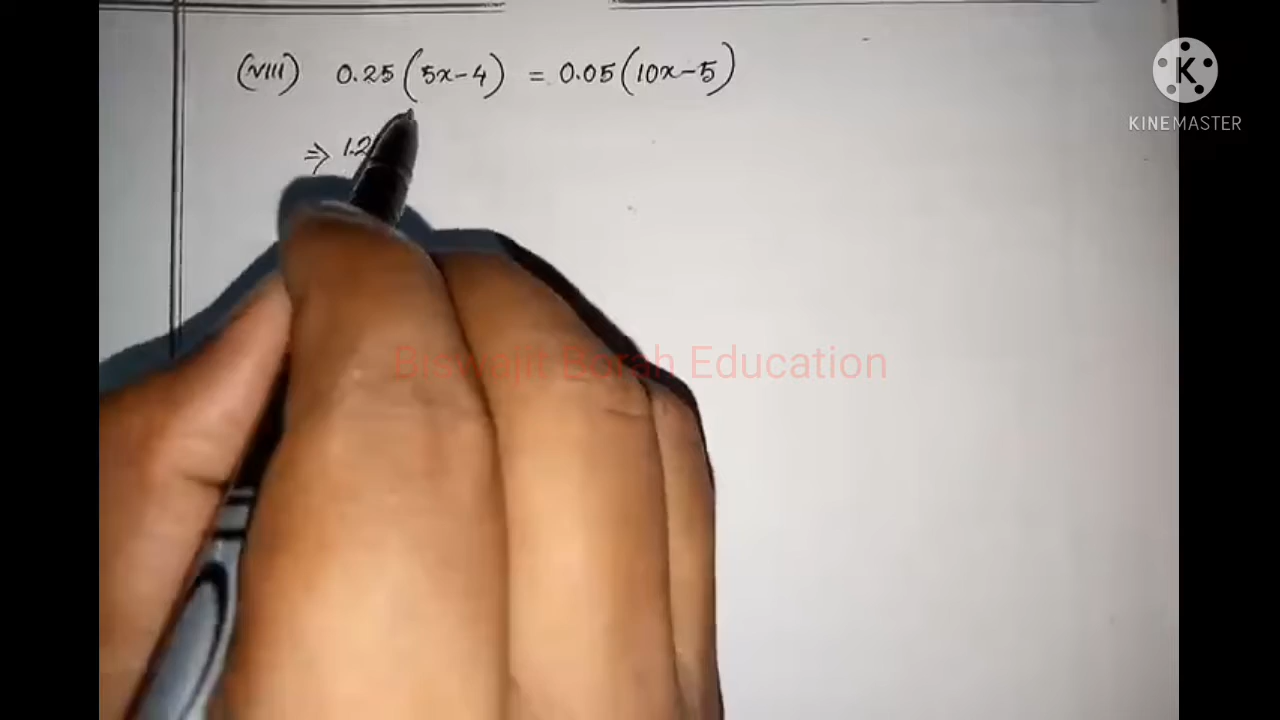 (VIII) 0.25(5x-4) = 0.05(10x-5)
⇒ 1.2
K
KINEMASTER
Biswajit Borah Education